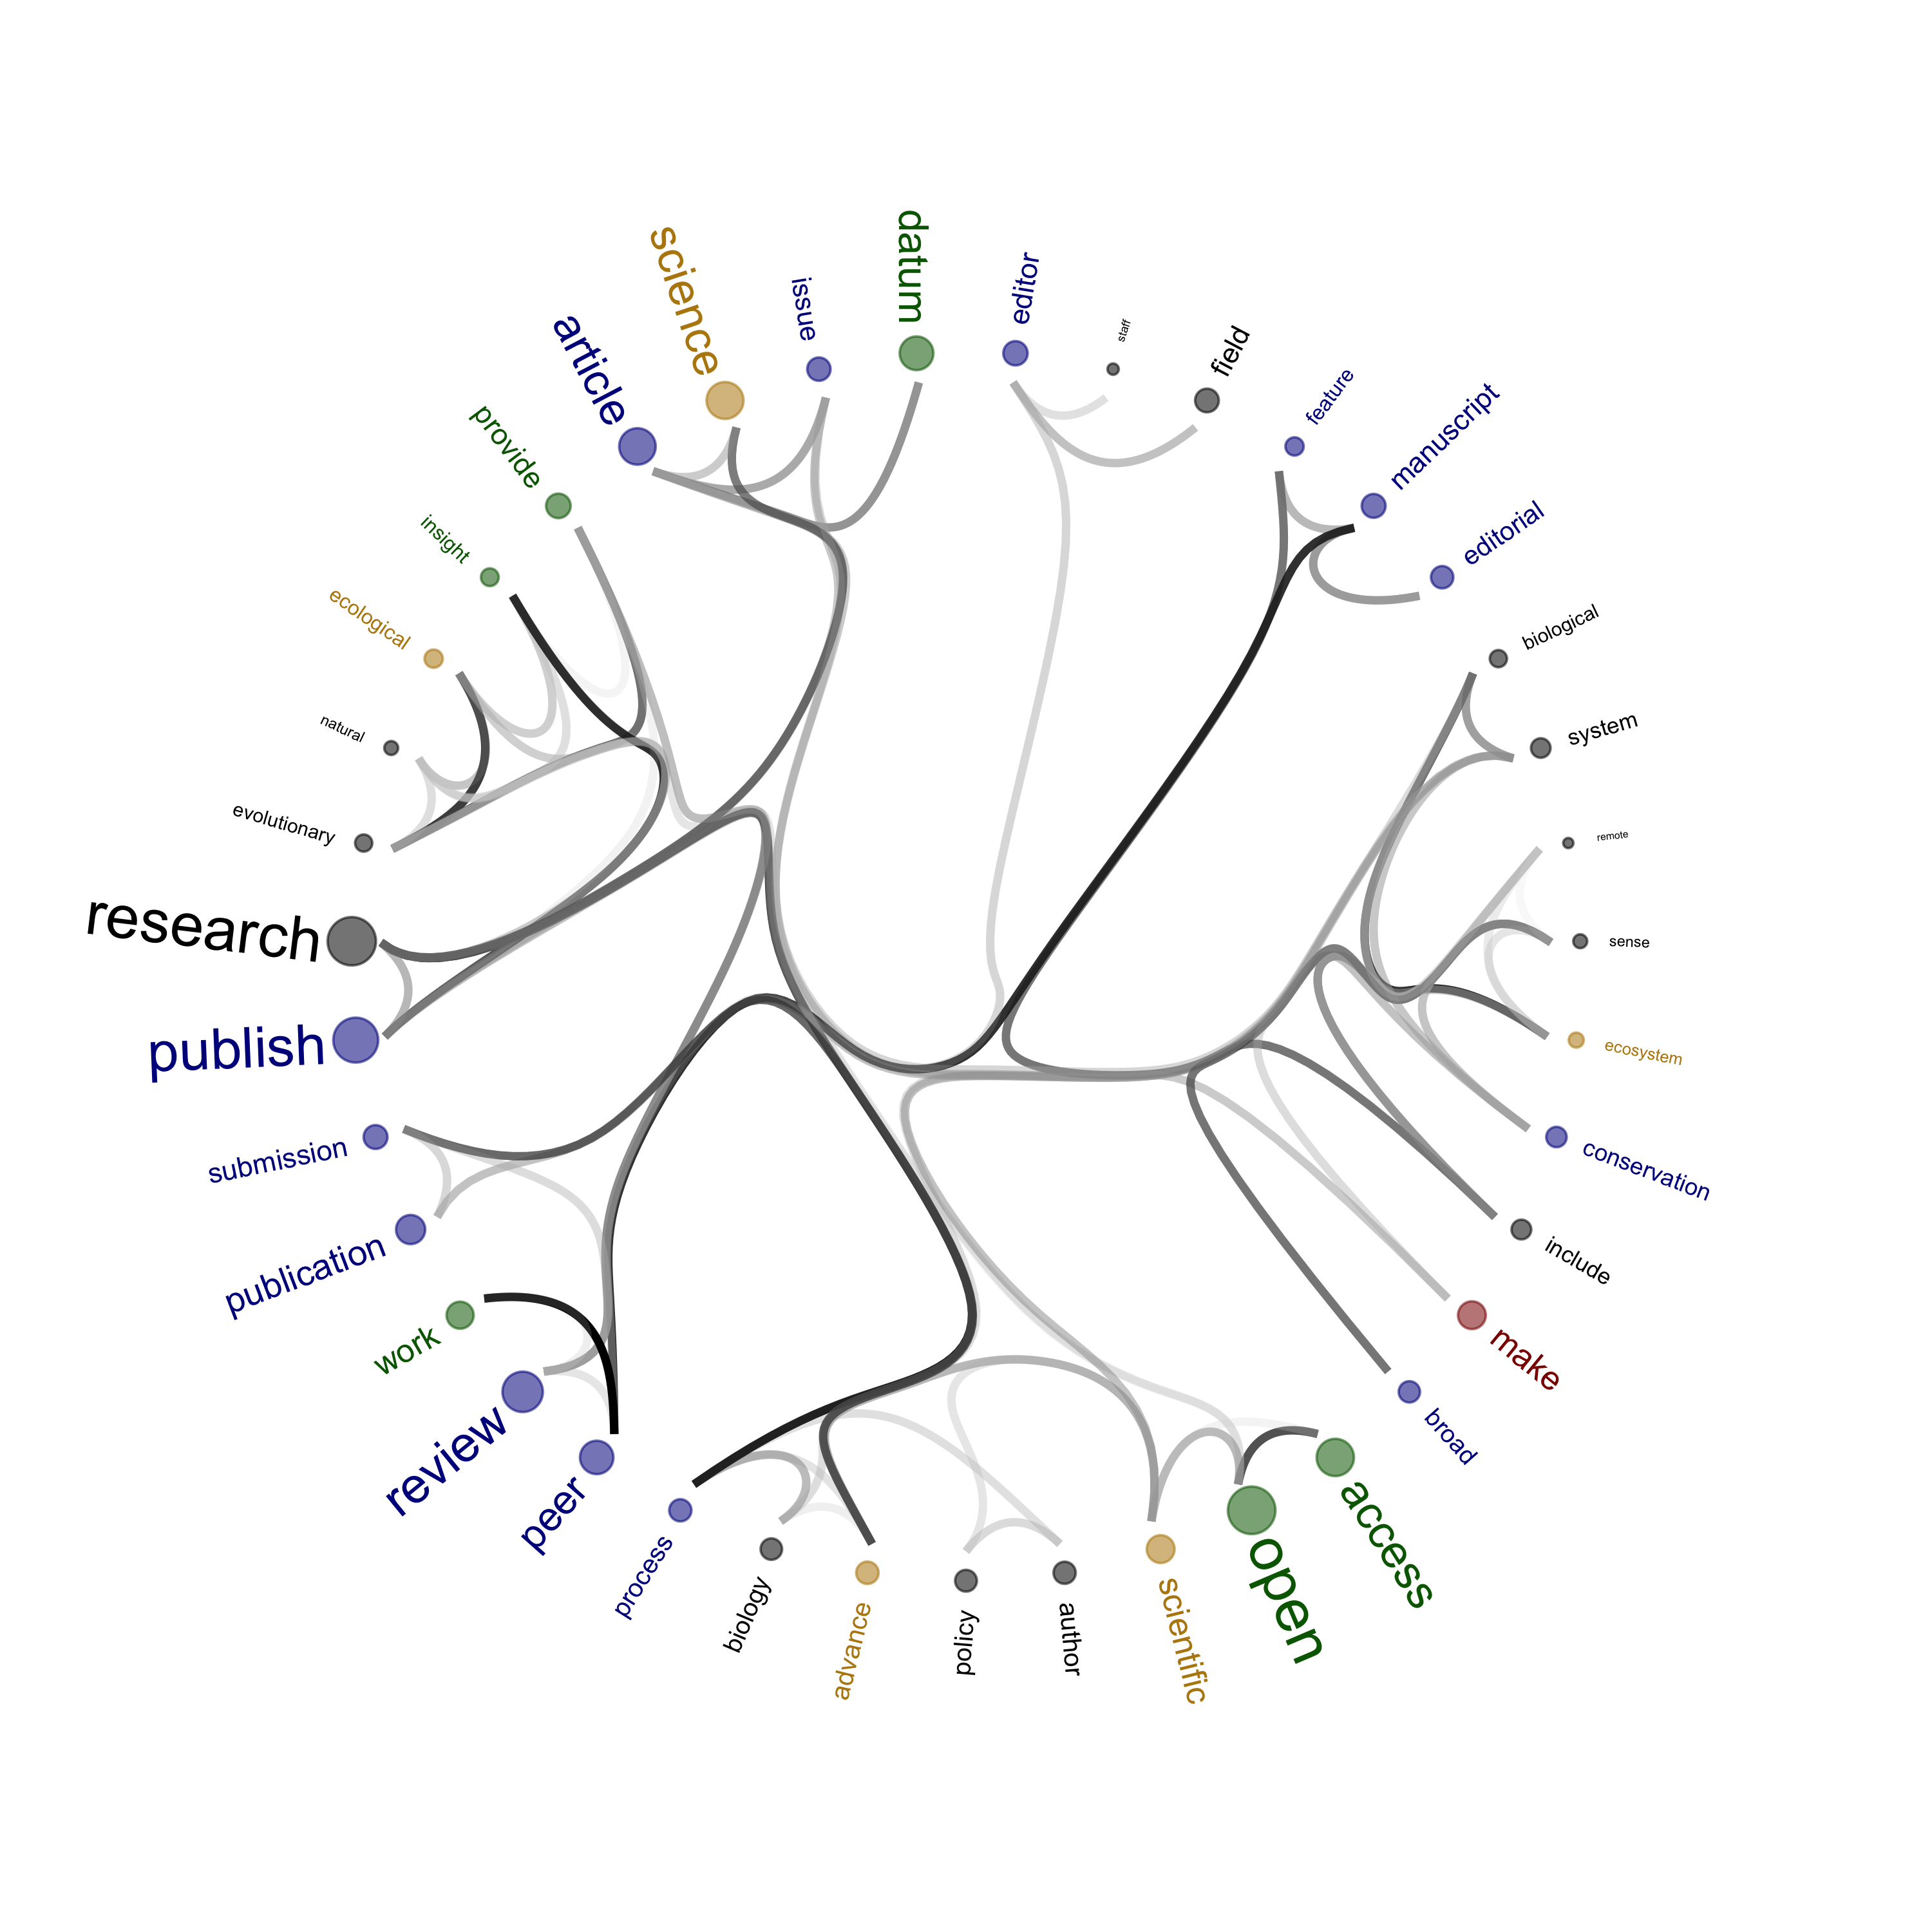 datum
editor
staff
field
feature
manuscript
editorial
biological
system
remote
sense
ecosystem
conservation
include
make
broad
access
open
scientific
author
policy
advance
biology
process
peer
review
work
publication
submission
publish
research
evolutionary
natural
ecological
insight
provide
article
science
issue